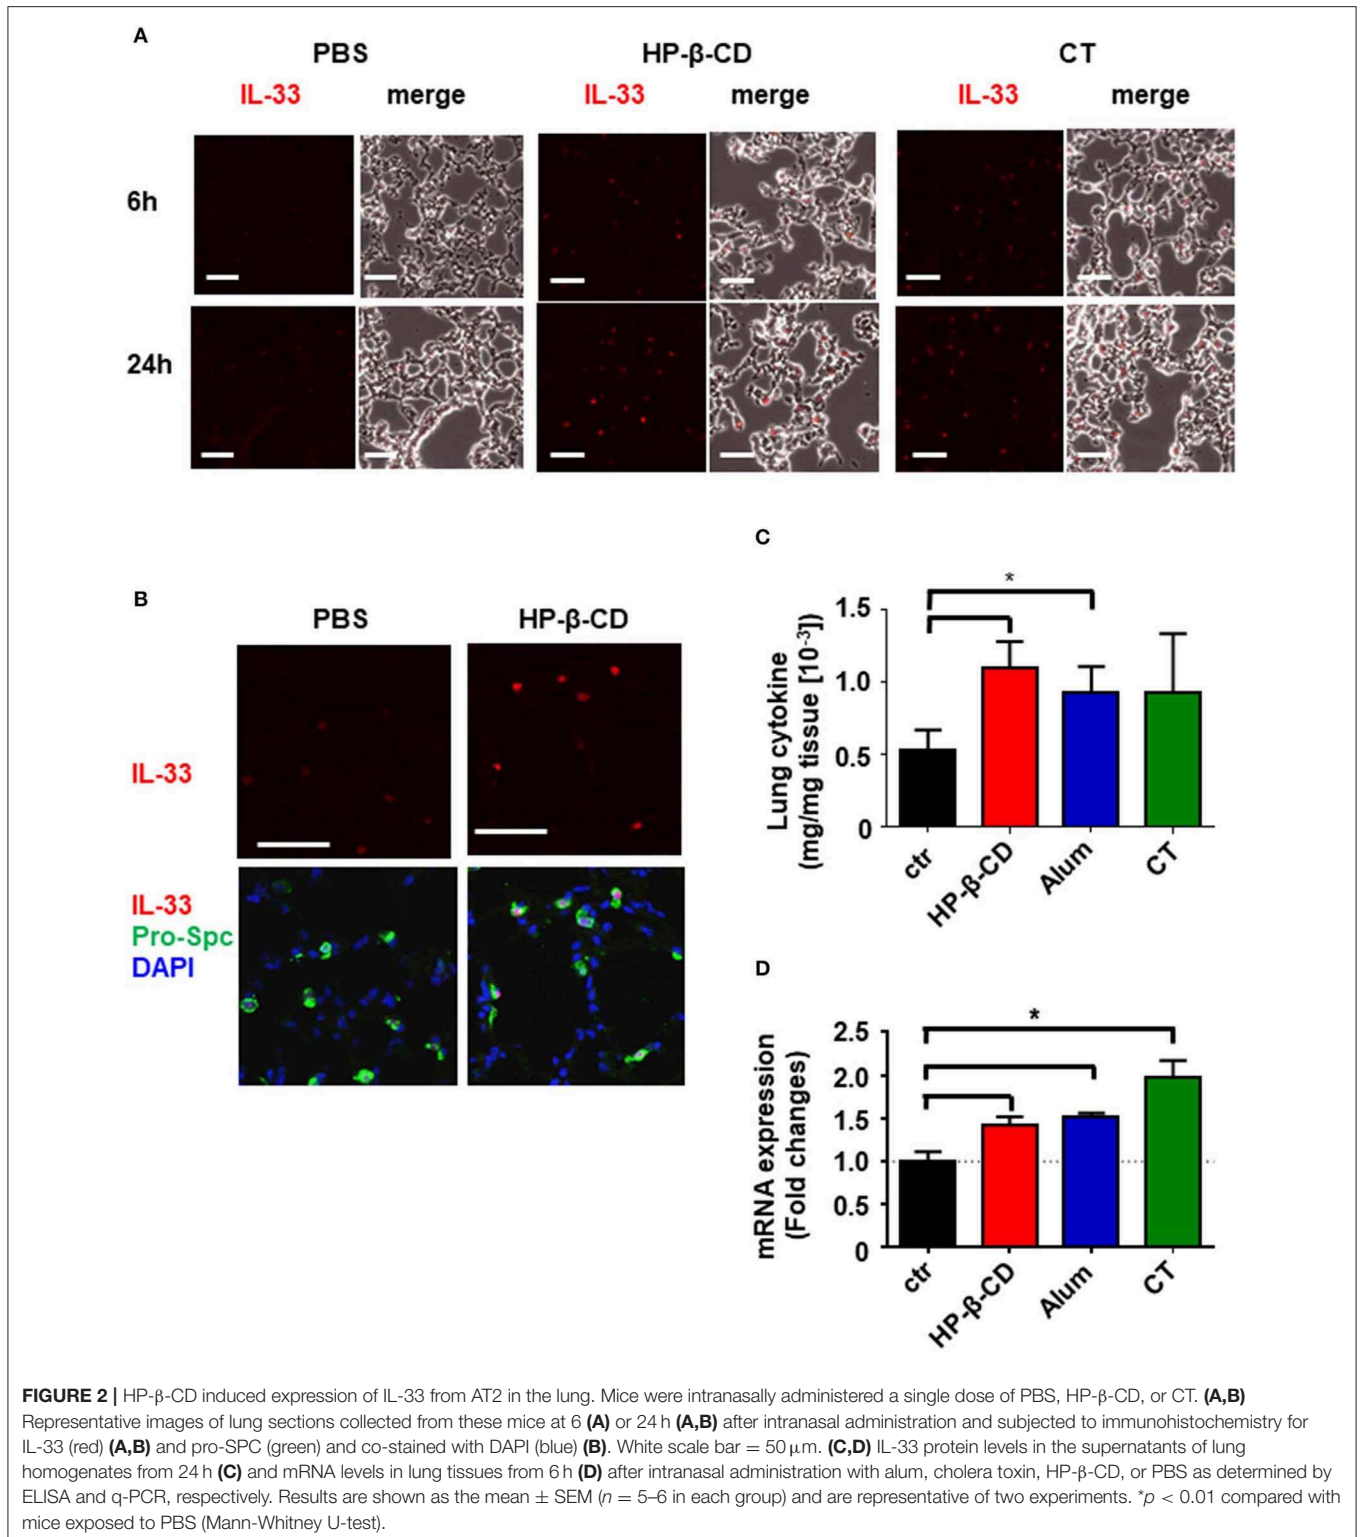 A
PBS HP-β-CD CT
IL-33 merge IL-33 merge IL-33 merge
6h
24h
B
PBS HP-β-CD
IL-33
IL-33
Pro-Spc
DAPI
C
*
Lung cytokine
(mg/mg tissue [10⁻³])
1.5
1.0
0.5
0
ctr HP-β-CD Alum CT
D
*
mRNA expression
(Fold changes)
2.5
2.0
1.5
1.0
0.5
0
ctr HP-β-CD Alum CT
FIGURE 2 | HP-β-CD induced expression of IL-33 from AT2 in the lung. Mice were intranasally administered a single dose of PBS, HP-β-CD, or CT. (A,B)
Representative images of lung sections collected from these mice at 6 (A) or 24 h (A,B) after intranasal administration and subjected to immunohistochemistry for
IL-33 (red) (A,B) and pro-SPC (green) and co-stained with DAPI (blue) (B). White scale bar = 50 μm. (C,D) IL-33 protein levels in the supernatants of lung
homogenates from 24 h (C) and mRNA levels in lung tissues from 6 h (D) after intranasal administration with alum, cholera toxin, HP-β-CD, or PBS as determined by
ELISA and q-PCR, respectively. Results are shown as the mean ± SEM (n = 5–6 in each group) and are representative of two experiments. *p < 0.01 compared with
mice exposed to PBS (Mann-Whitney U-test).